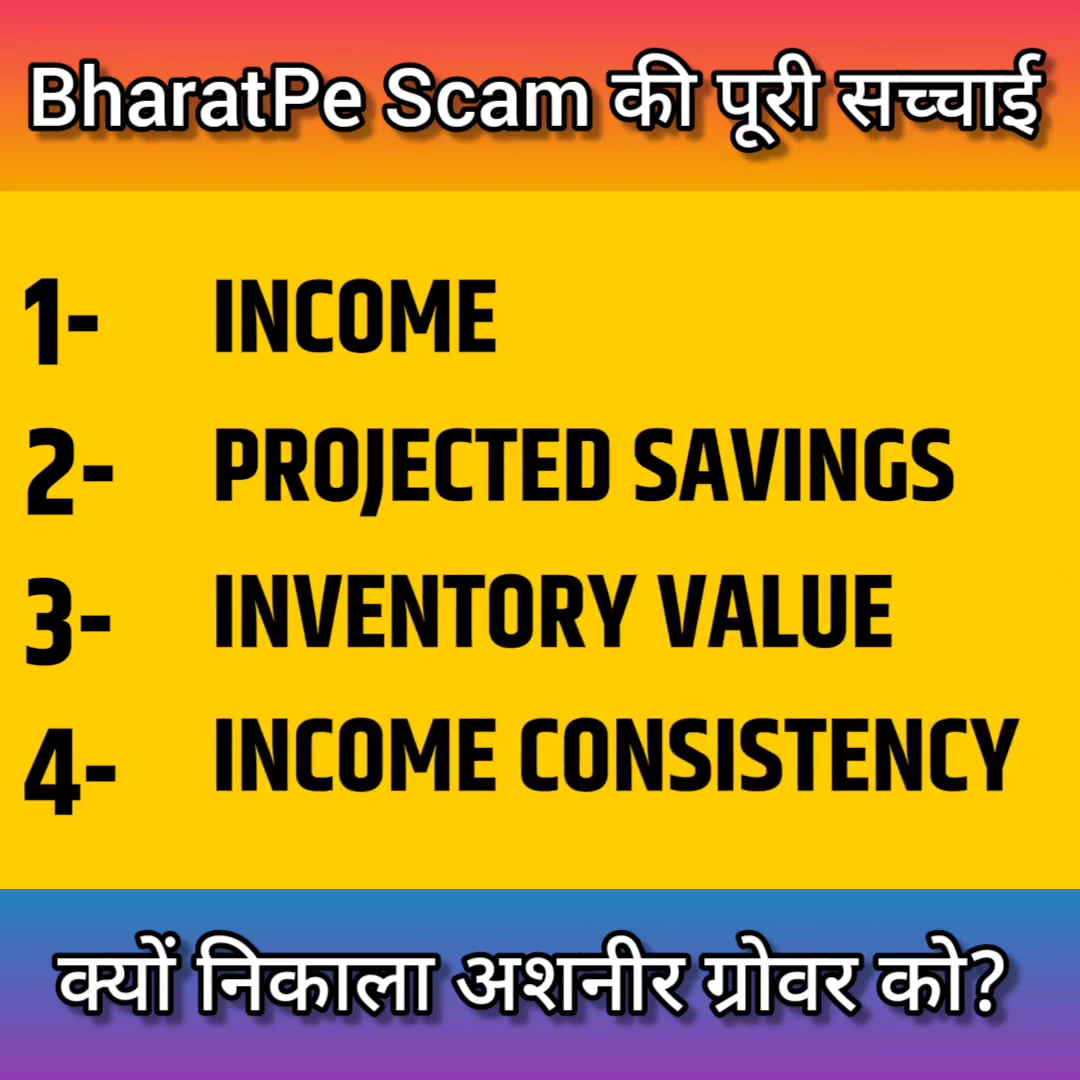 BharatPe Scam की पूरी सच्चाई
1- INCOME
2- PROJECTED SAVINGS
3- INVENTORY VALUE
4- INCOME CONSISTENCY
क्यों निकाला अशनीर ग्रोवर को?